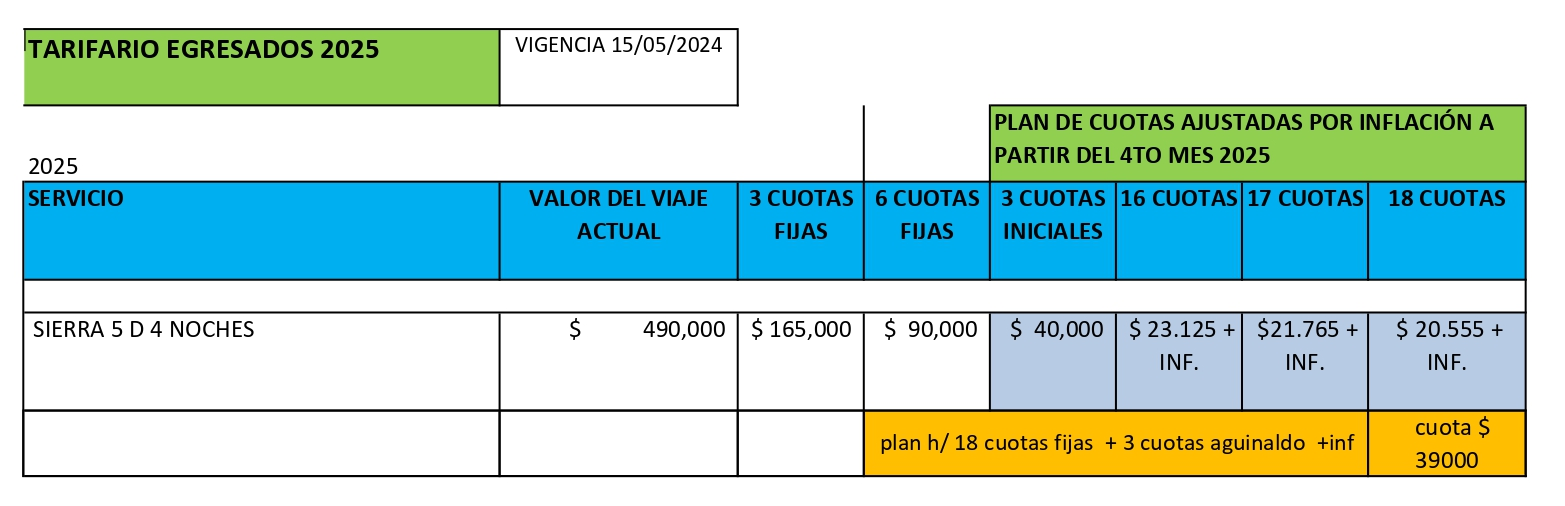 TARIFARIO EGRESADOS 2025
VIGENCIA 15/05/2024
PLAN DE CUOTAS AJUSTADAS POR INFLACIÓN A
PARTIR DEL 4TO MES 2025
2025
SERVICIO
VALOR DEL VIAJE
ACTUAL
3 CUOTAS
FIJAS
6 CUOTAS
FIJAS
3 CUOTAS
INICIALES
16 CUOTAS
17 CUOTAS
18 CUOTAS
SIERRA 5 D 4 NOCHES
$ 490,000
$ 165,000
$ 90,000
$ 40,000
$ 23.125 +
INF.
$21.765 +
INF.
$ 20.555 +
INF.
plan h/ 18 cuotas fijas + 3 cuotas aguinaldo +inf
cuota $
39000